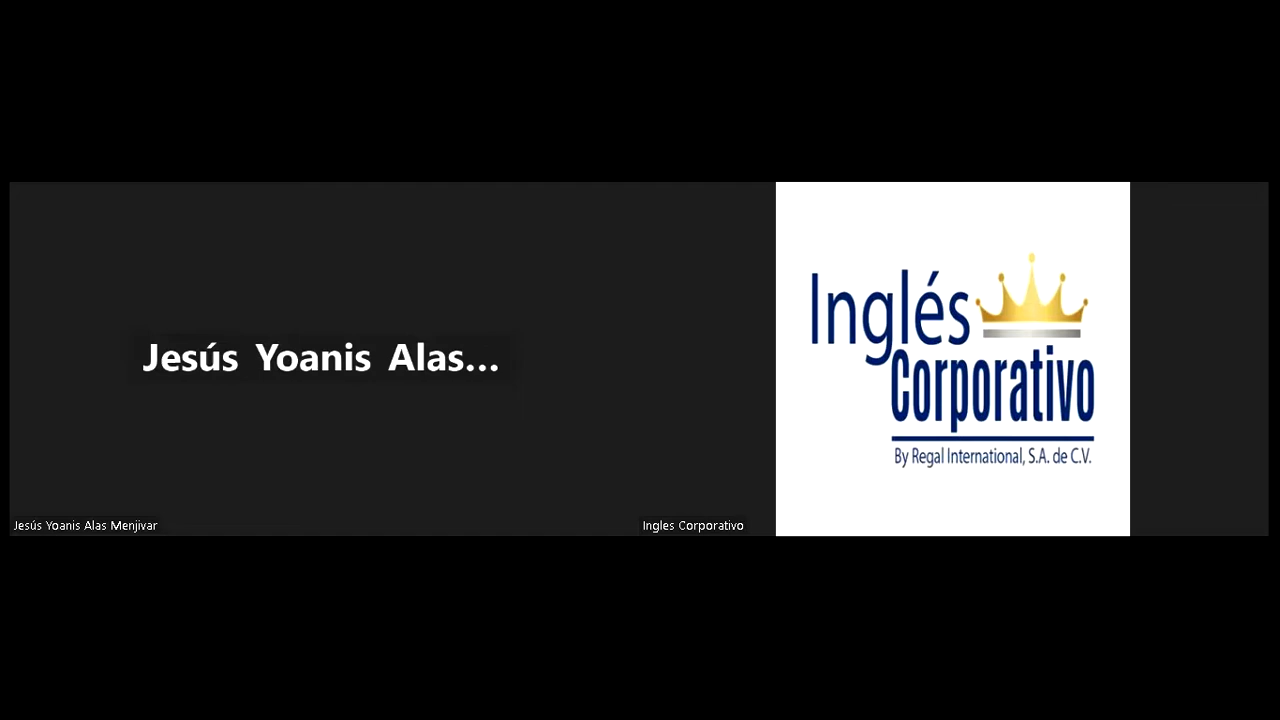 Jesús Yoanis Alas...
Jesús Yoanis Alas Menjivar
Ingles Corporativo
Inglés
Corporativo
By Regal International, S.A. de C.V.